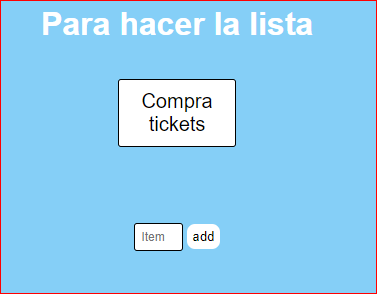 Para hacer la lista
Compra
tickets
Item
add